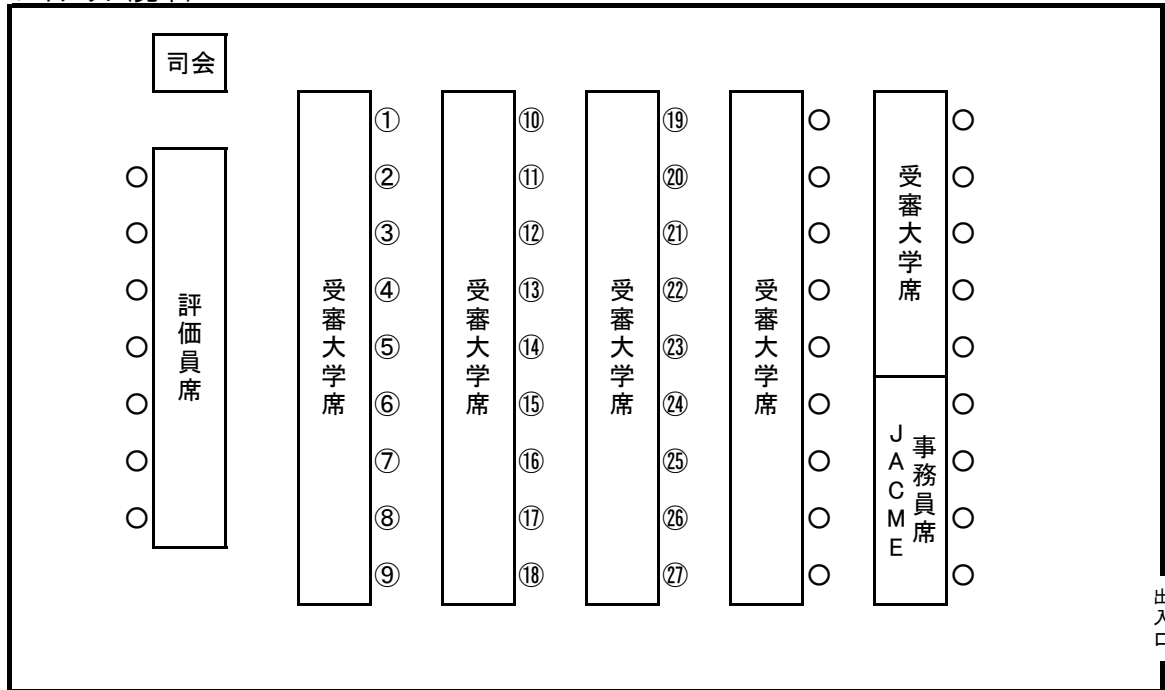 司会
評価員席
受審大学席
①
②
③
④
⑤
⑥
⑦
⑧
⑨
受審大学席
⑩
⑪
⑫
⑬
⑭
⑮
⑯
⑰
⑱
受審大学席
⑲
⑳
㉑
㉒
㉓
㉔
㉕
㉖
㉗
受審大学席
受審大学席
事務員席
JACME
出入口